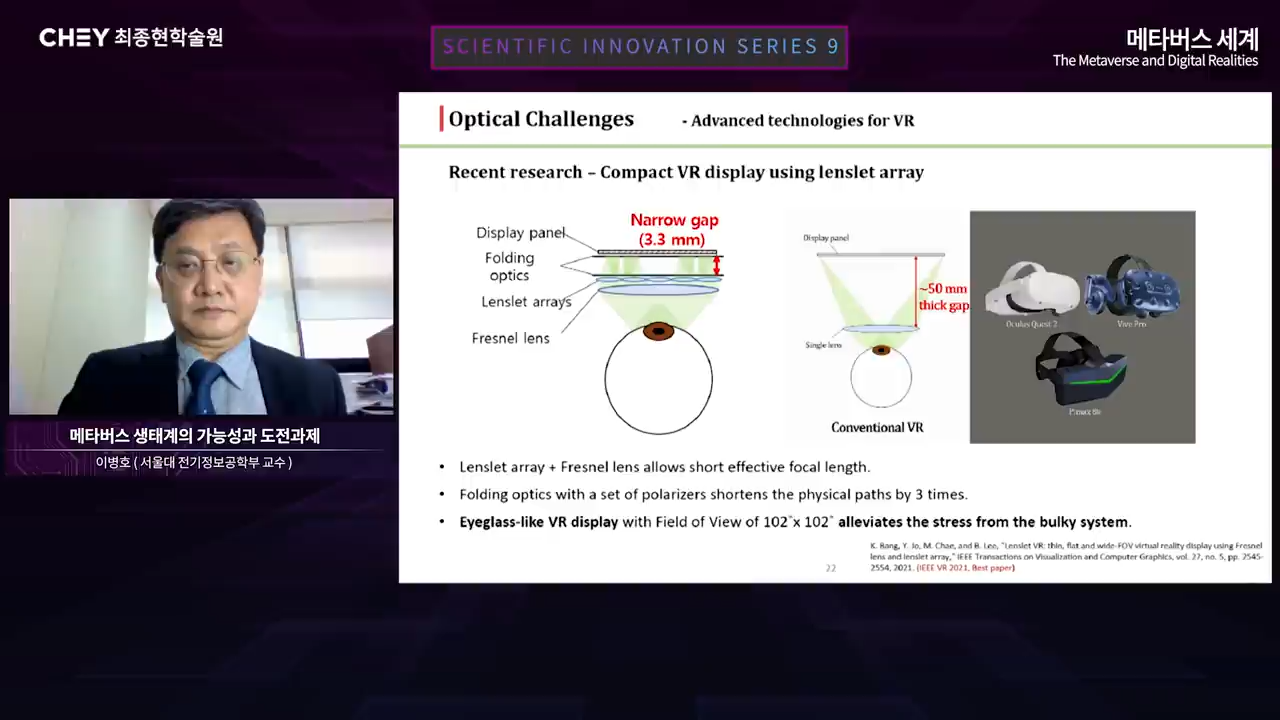 CHEY 최종현학술원
SCIENTIFIC INNOVATION SERIES 9
메타버스 세계
The Metaverse and Digital Realities
Optical Challenges - Advanced technologies for VR
Recent research – Compact VR display using lenslet array
Narrow gap
(3.3 mm)
Display panel
Folding
optics
Lenslet arrays
Fresnel lens
Display panel
~50 mm
thick gap
Single lens
Conventional VR
Oculus Quest 2
Vive Pro
Pimax 8k
메타버스 생태계의 가능성과 도전과제
이병호 ( 서울대 전기정보공학부 교수 )
• Lenslet array + Fresnel lens allows short effective focal length.
• Folding optics with a set of polarizers shortens the physical paths by 3 times.
• Eyeglass-like VR display with Field of View of 102˚x 102˚ alleviates the stress from the bulky system.
K. Bang, Y. Jo, M. Chae, and B. Lee, "Lenslet VR: thin, flat and wide-FOV virtual reality display using Fresnel
lens and lenslet array," IEEE Transactions on Visualization and Computer Graphics, vol. 27, no. 5, pp. 2545-
2554, 2021. (IEEE VR 2021, Best paper)
22